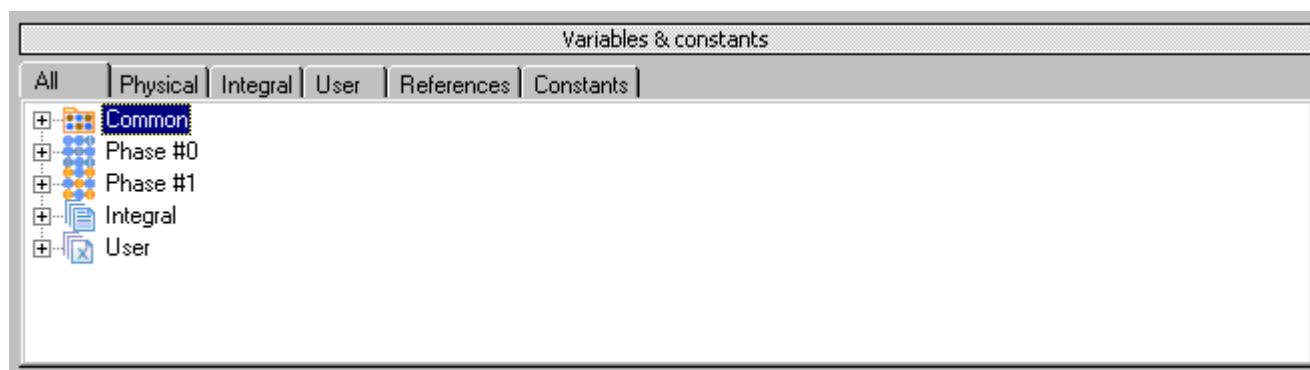 Variables & constants
All Physical Integral User References Constants
Common
Phase #0
Phase #1
Integral
User